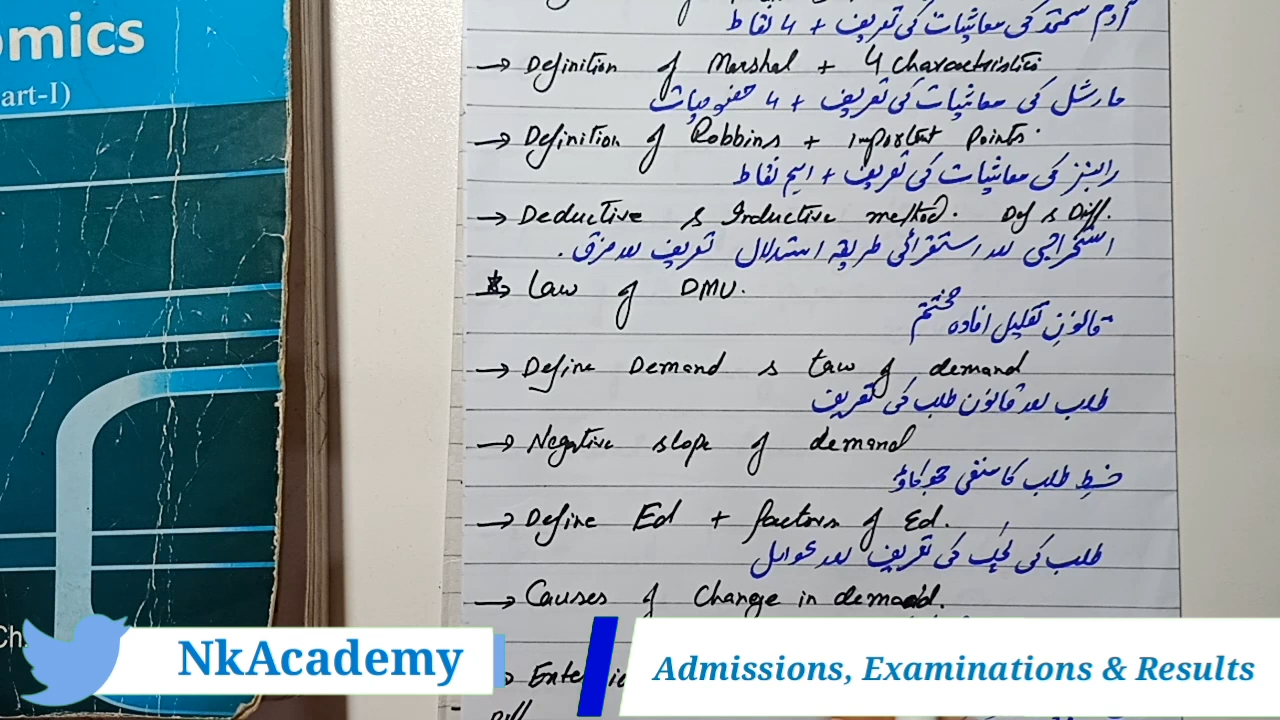 omics
art-I)
Ch
آدم سمتھ کی معاشیات کی تعریف + 4 نقاط
→ Definition of Marshal + 4 Characteristics
مارشل کی معاشیات کی تعریف + 4 خصوصیات
→ Definition of Robbins + Important Points.
رابنز کی معاشیات کی تعریف + اہم نقاط
→ Deductive & Inductive method. Def & Diff.
استخراجی اور استقرائی طریقہ استدلال تعریف اور فرق.
→ Law of DMU.
قانونِ تقلیل افادہ مختتم
→ Define Demand & Law of demand
طلب اور قانون طلب کی تعریف
→ Negative slope of demand
خطِ طلب کا منفی جھکاؤ
→ Define Ed + factors of Ed.
طلب کی لچک کی تعریف اور عوامل
→ Causes of Change in demand.
NkAcademy
Admissions, Examinations & Results